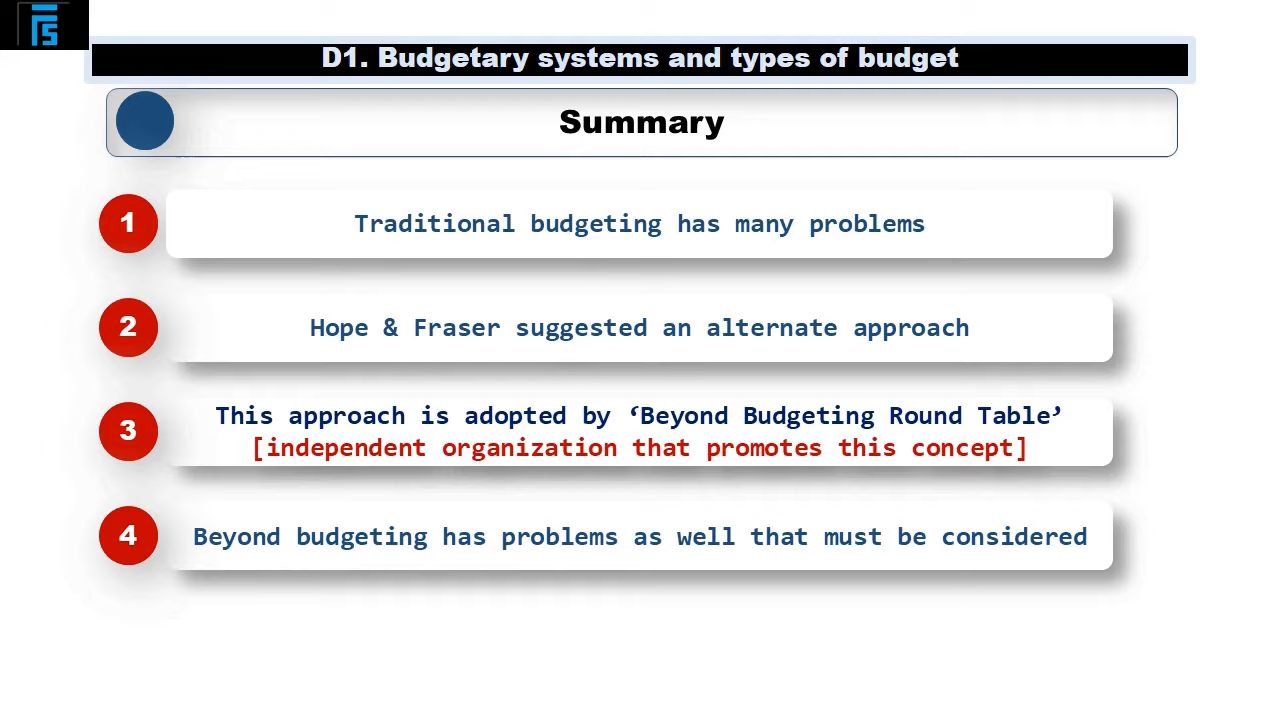 FFS
D1. Budgetary systems and types of budget
Summary
1
Traditional budgeting has many problems
2
Hope & Fraser suggested an alternate approach
3
This approach is adopted by ‘Beyond Budgeting Round Table’
[independent organization that promotes this concept]
4
Beyond budgeting has problems as well that must be considered